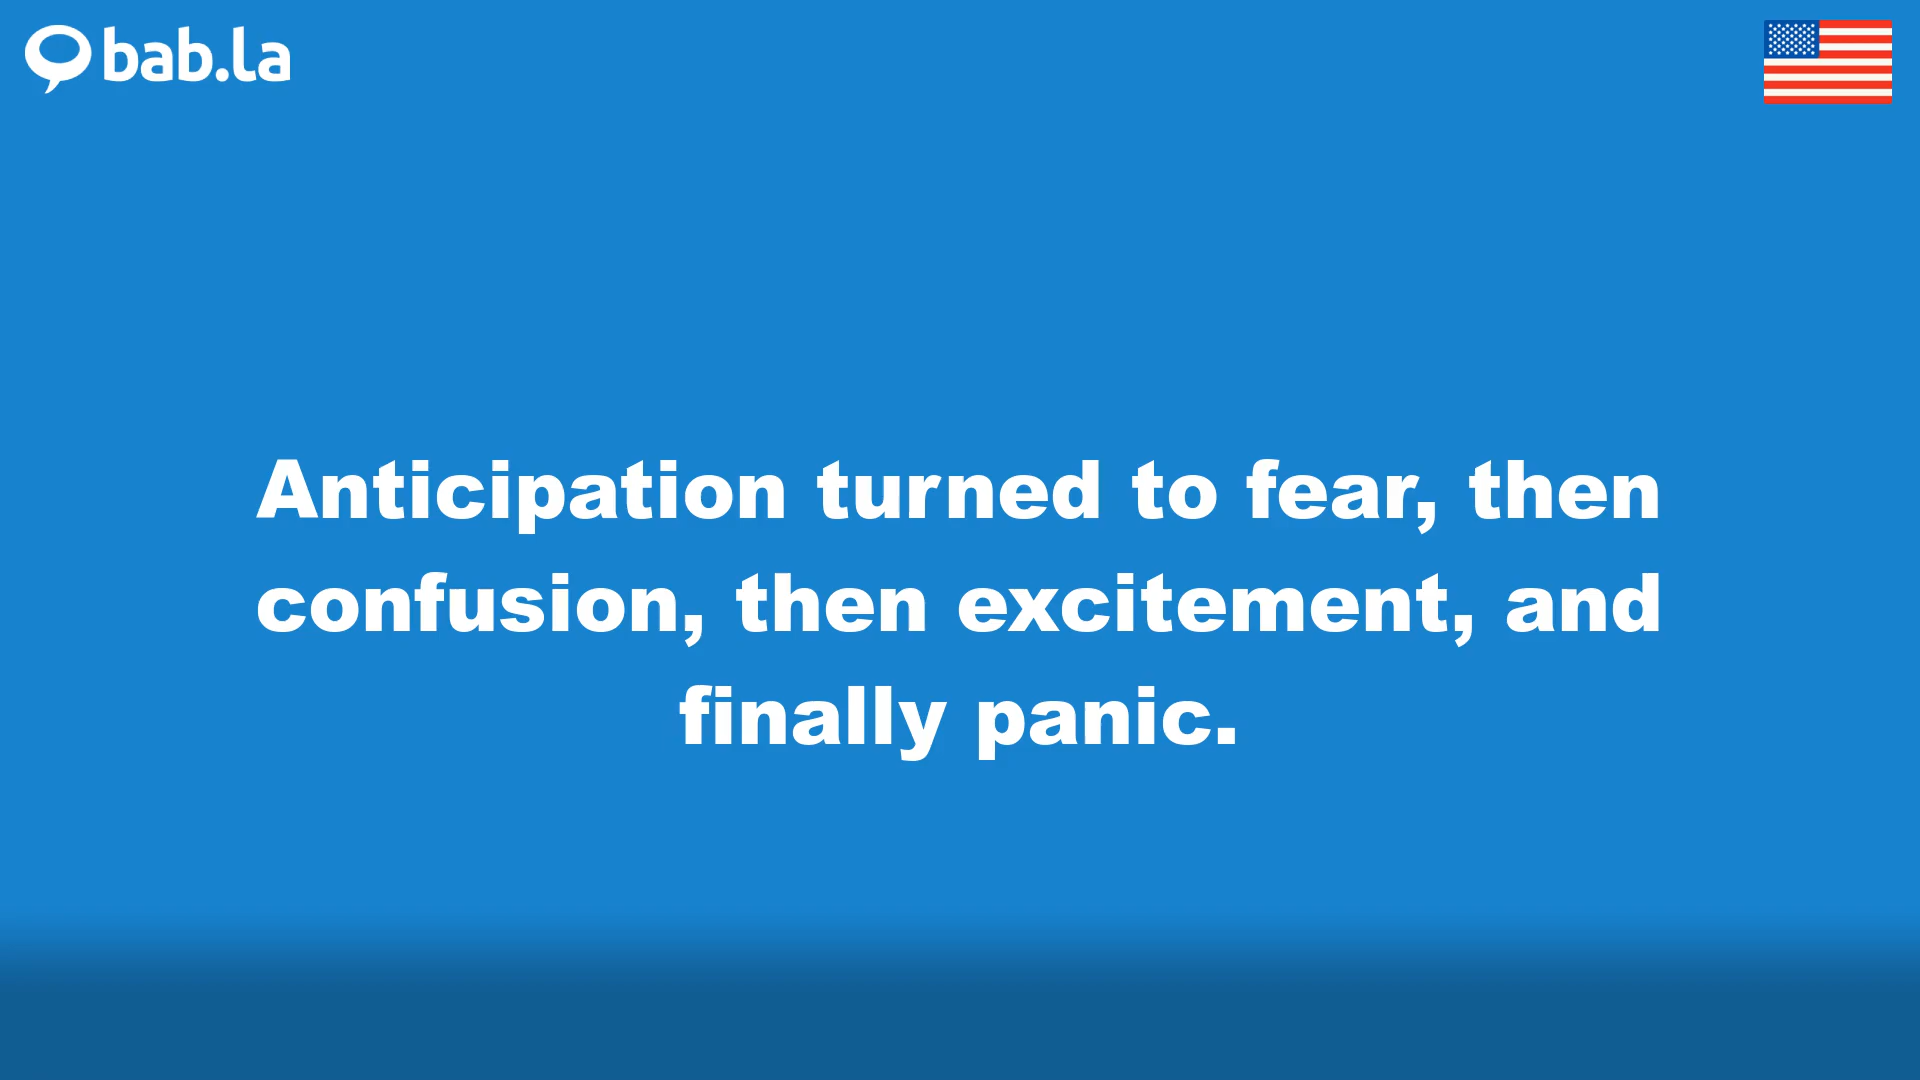 bab.la
Anticipation turned to fear, then
confusion, then excitement, and
finally panic.